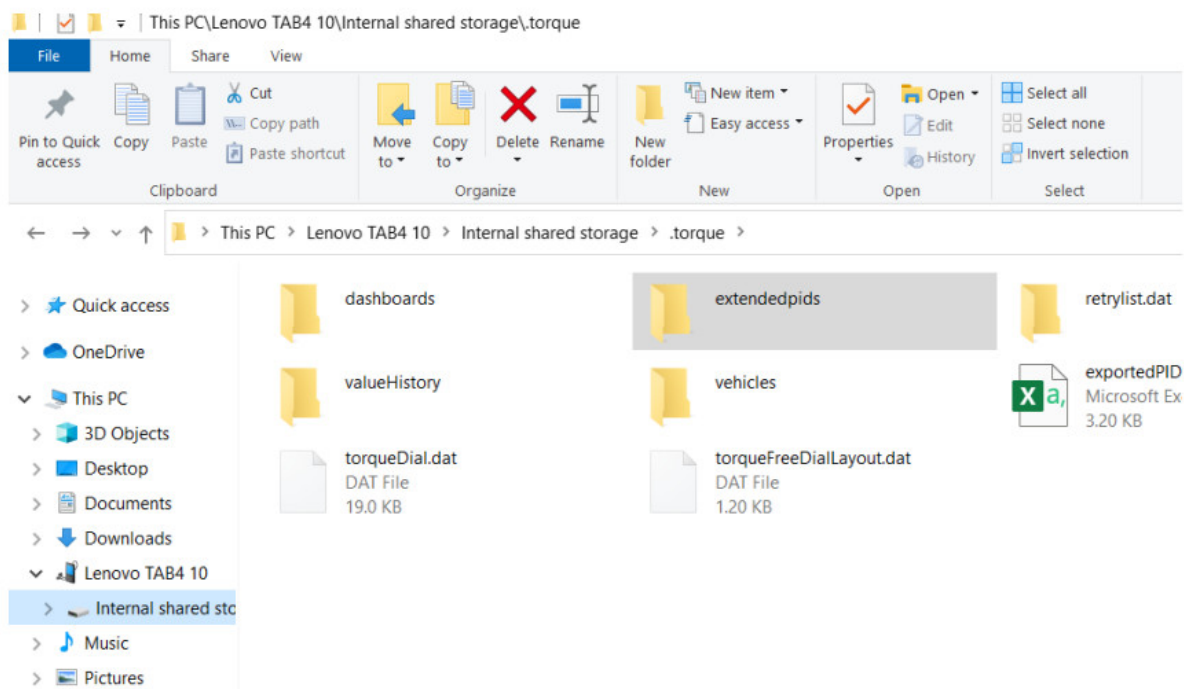 This PC\Lenovo TAB4 10\Internal shared storage\.torque
File Home Share View
Pin to Quick access
Copy
Paste
Cut
Copy path
Paste shortcut
Clipboard
Move to
Copy to
Delete
Rename
Organize
New folder
New item
Easy access
New
Properties
Open
Edit
History
Open
Select all
Select none
Invert selection
Select
This PC > Lenovo TAB4 10 > Internal shared storage > .torque >
Quick access
OneDrive
This PC
3D Objects
Desktop
Documents
Downloads
Lenovo TAB4 10
Internal shared sto
Music
Pictures
dashboards
extendedpids
retrylist.dat
valueHistory
vehicles
exportedPID
Microsoft Ex
3.20 KB
torqueDial.dat
DAT File
19.0 KB
torqueFreeDialLayout.dat
DAT File
1.20 KB